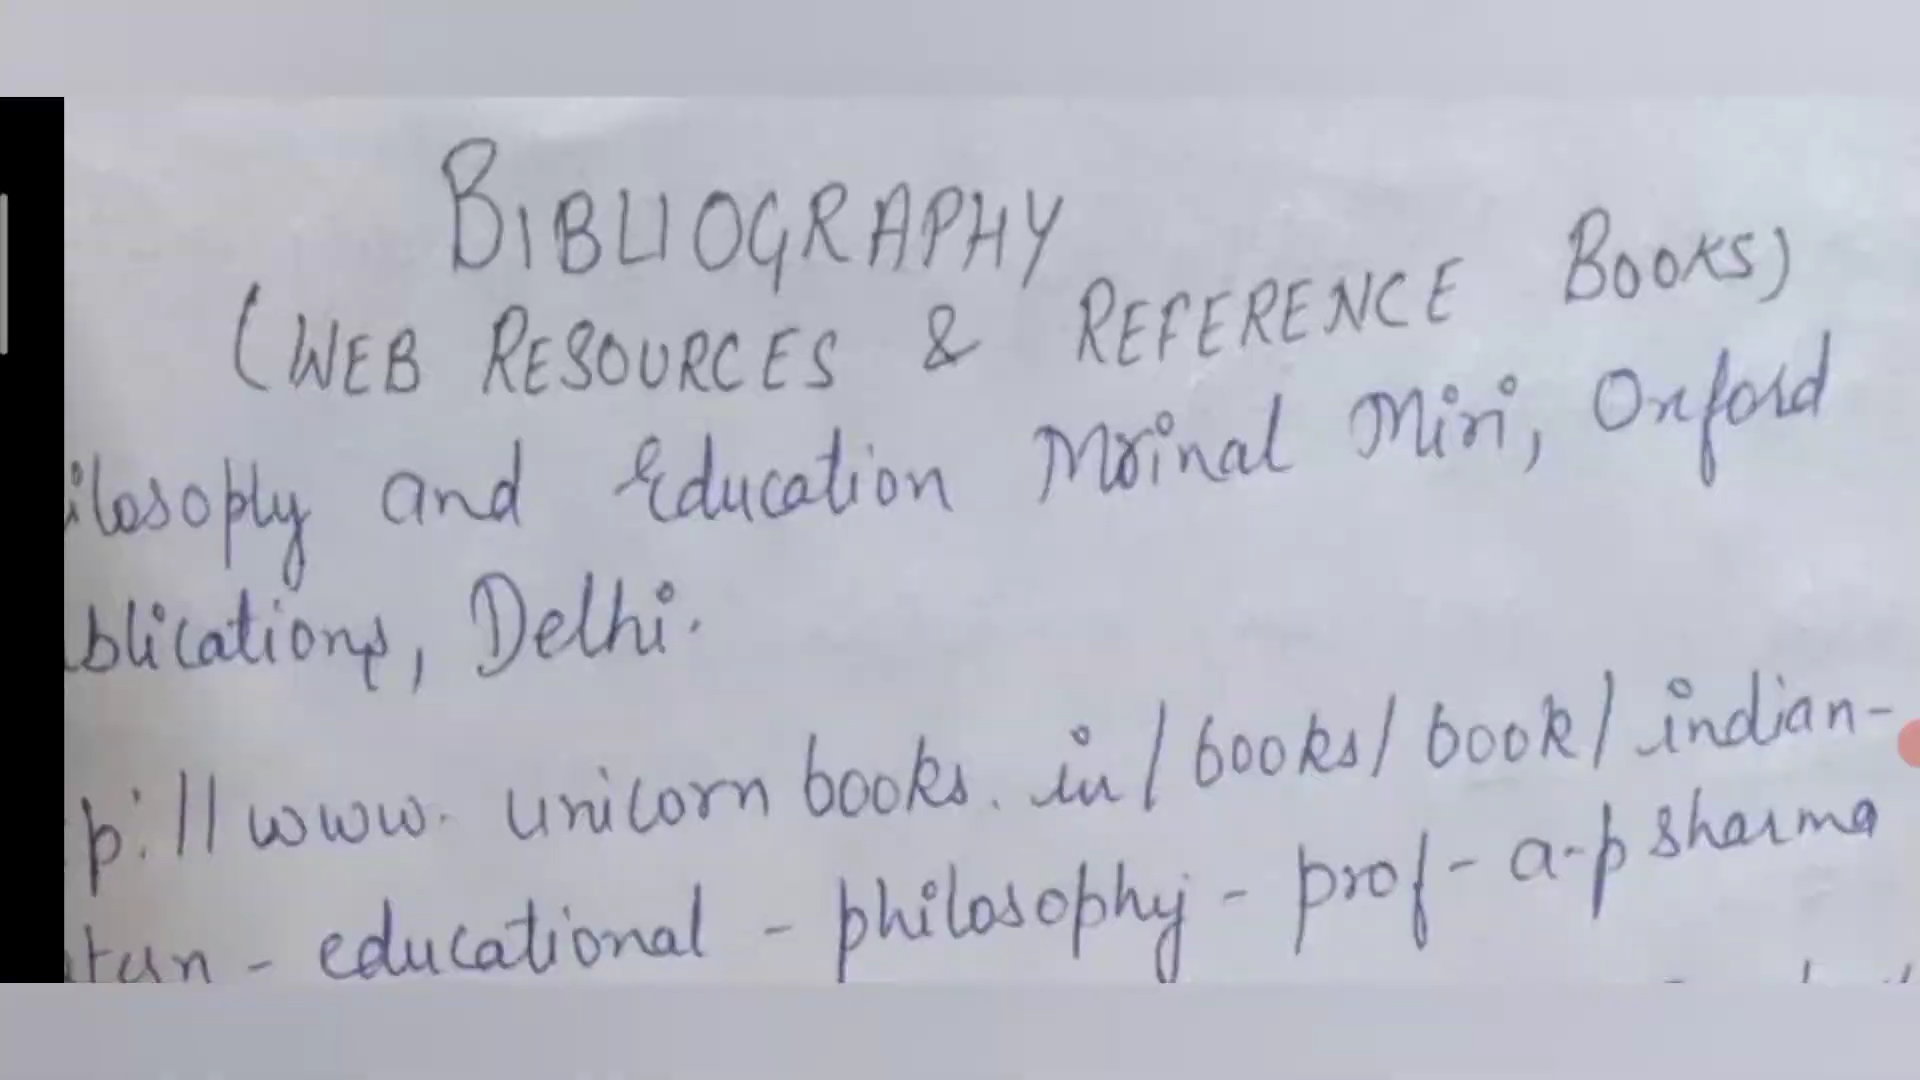 BIBLIOGRAPHY
(WEB RESOURCES & REFERENCE BOOKS)
ilosophy and Education Mrinal Miri, Oxford
blications, Delhi.
p://www.unicorn books.in/books/book/indian-
educational-philosophy-prof-a-p sharma